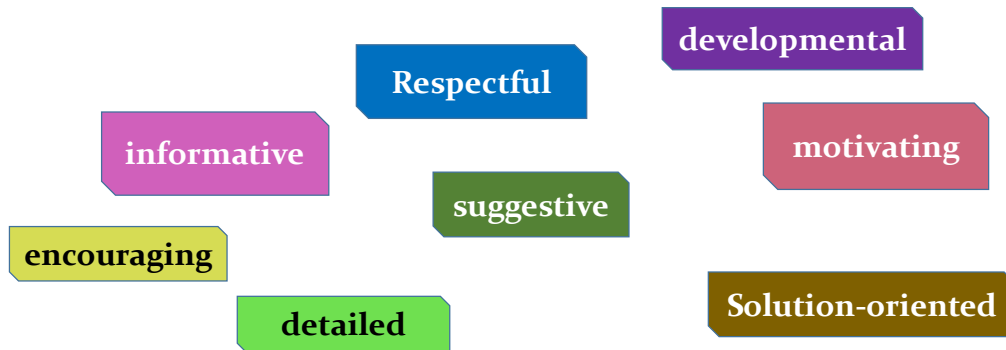 developmental
Respectful
informative
motivating
suggestive
encouraging
detailed
Solution-oriented